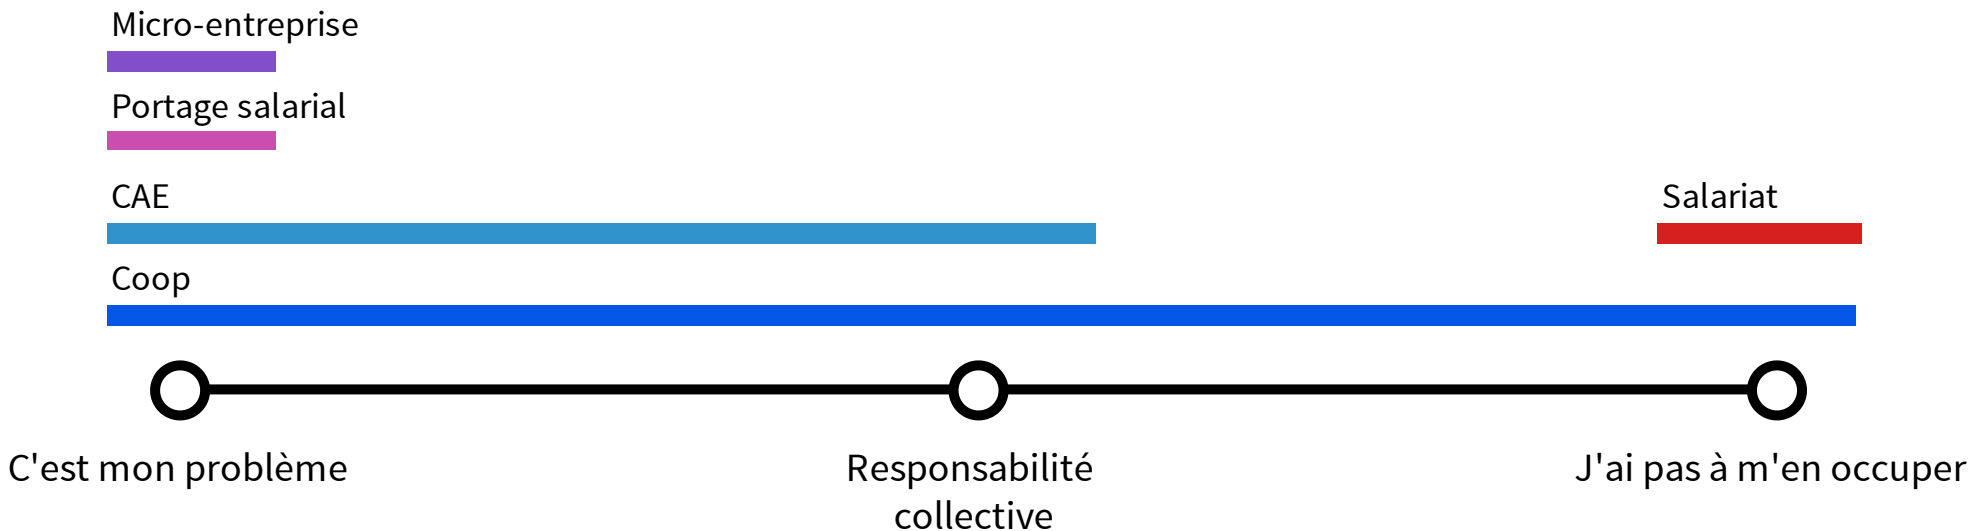 Micro-entreprise
Portage salarial
CAE
Salariat
Coop
C'est mon problème
Responsabilité
collective
J'ai pas à m'en occuper